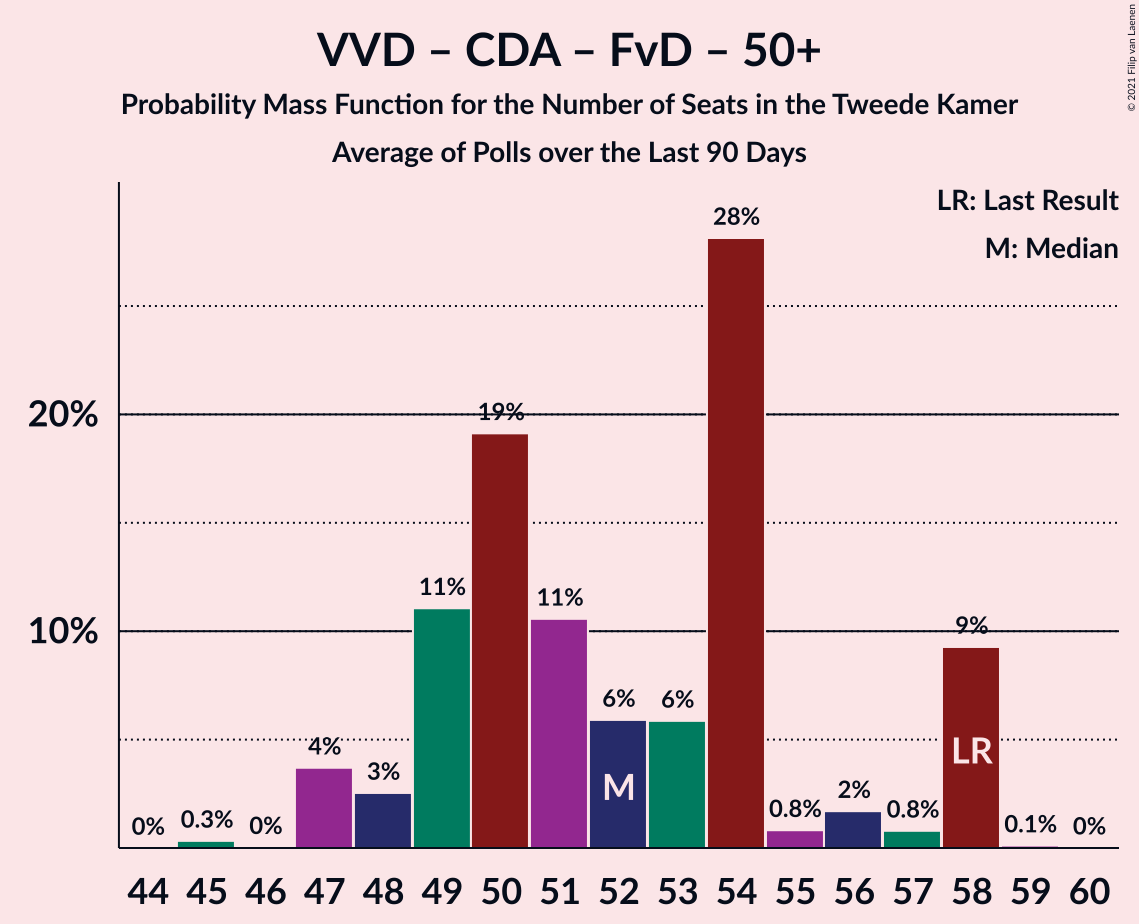 VVD – CDA – FvD – 50+
Probability Mass Function for the Number of Seats in the Tweede Kamer
Average of Polls over the Last 90 Days
© 2021 Filip van Laenen
LR: Last Result
M: Median
28%
20%
19%
11%
11%
10%
9%
6%
6%
4%
3%
2%
0%
0.3%
0%
0.8%
0.8%
0.1%
0%
M
LR
44 45 46 47 48 49 50 51 52 53 54 55 56 57 58 59 60